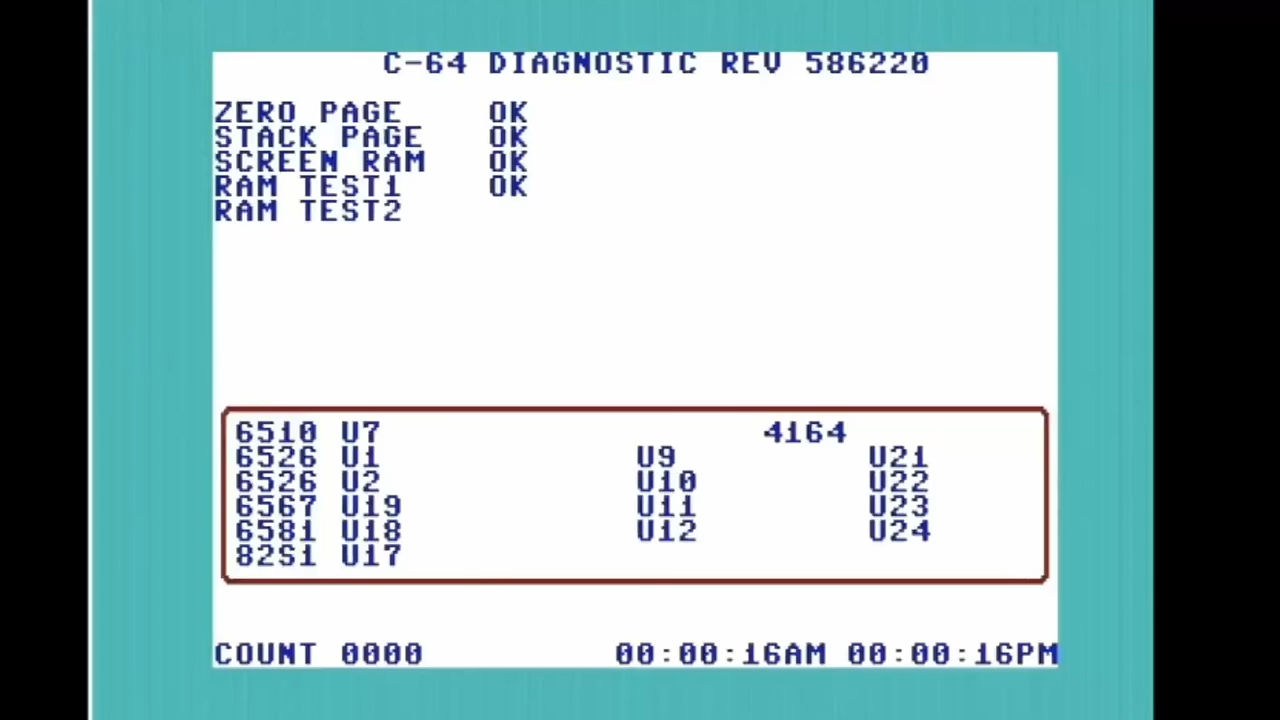 C-64 DIAGNOSTIC REV 586220
ZERO PAGE OK
STACK PAGE OK
SCREEN RAM OK
RAM TEST1 OK
RAM TEST2
6510 U7 4164
6526 U1 U9 U21
6526 U2 U10 U22
6567 U19 U11 U23
6581 U18 U12 U24
82S1 U17
COUNT 0000 00:00:16AM 00:00:16PM